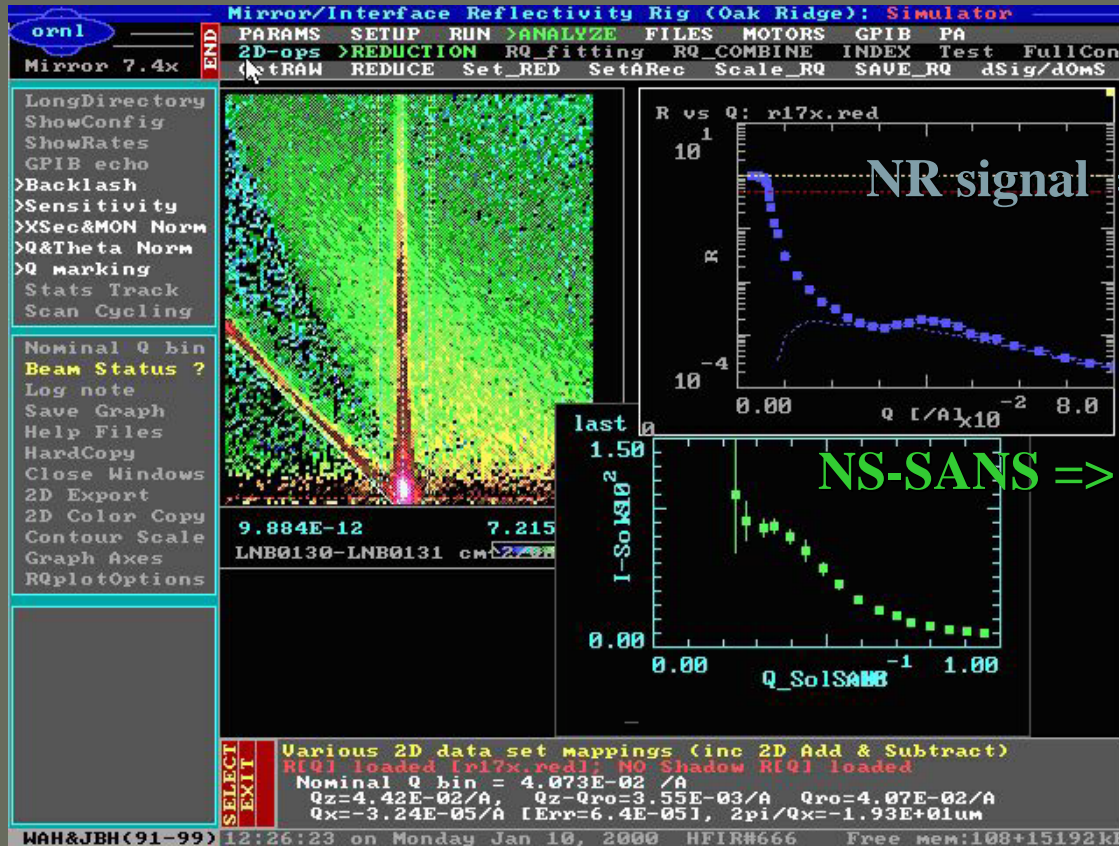 Mirror/Interface Reflectivity Rig (Oak Ridge): Simulator
ornl
Mirror 7.4x
END
PARAMS SETUP RUN >ANALYZE FILES MOTORS GPIB PA
2D-ops >REDUCTION RQ_fitting RQ_COMBINE INDEX Test FullCon
REDUCE Set_RED SetARec Scale_RQ SAVE_RQ dSig/dOmS
LongDirectory
ShowConfig
ShowRates
GPIB echo
>Backlash
>Sensitivity
>XSec&MON Norm
>Q&Theta Norm
>Q marking
Stats Track
Scan Cycling
Nominal Q bin
Beam Status ?
Log note
Save Graph
Help Files
HardCopy
Close Windows
2D Export
2D Color Copy
Contour Scale
Graph Axes
RQplotOptions
9.884E-12 7.215
LNB0130-LNB0131 cm
R vs Q: r17x.red
10 1
NR signal
R
10 -4
0.00 Q [/A] x10 -2 8.0
last
1.50
NS-SANS =>
0.00
0.00 -1 1.00
SELECT
EXIT
Various 2D data set mappings (inc 2D Add & Subtract)
R[Q] loaded [r17x.red]; NO Shadow R[Q] loaded
Nominal Q bin = 4.073E-02 /A
Qz=4.42E-02/A, Qz-Qro=3.55E-03/A Qro=4.07E-02/A
Qx=-3.24E-05/A [Err=6.4E-05], 2pi/Qx=-1.93E+01um
WAH&JBH(91-99) 12:26:23 on Monday Jan 10, 2000 HFIR#666 Free mem:108+15192k